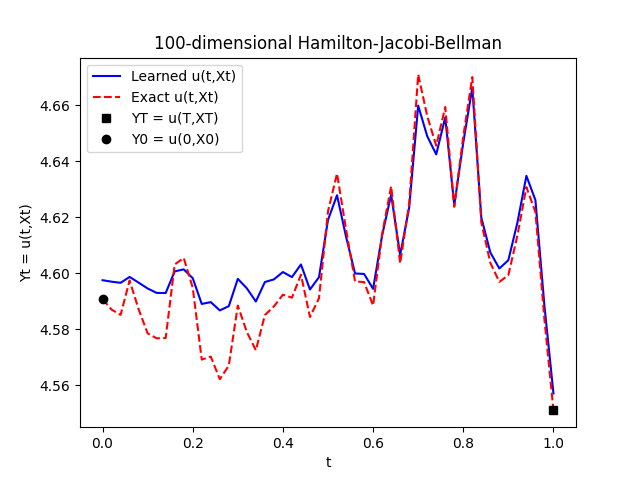 100-dimensional Hamilton-Jacobi-Bellman
Learned u(t,Xt)
Exact u(t,Xt)
YT = u(T,XT)
Y0 = u(0,X0)
Yt = u(t,Xt)
4.66
4.64
4.62
4.60
4.58
4.56
0.0 0.2 0.4 0.6 0.8 1.0
t